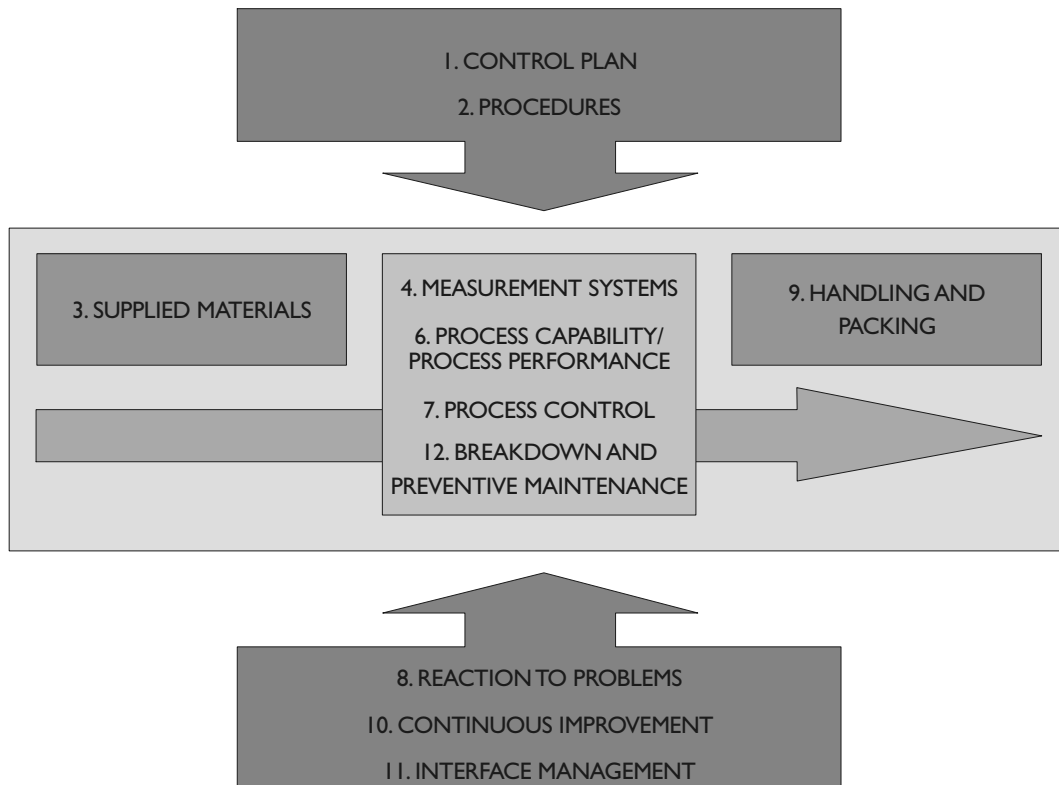 1. CONTROL PLAN
2. PROCEDURES
3. SUPPLIED MATERIALS
4. MEASUREMENT SYSTEMS
6. PROCESS CAPABILITY/
PROCESS PERFORMANCE
7. PROCESS CONTROL
12. BREAKDOWN AND
PREVENTIVE MAINTENANCE
9. HANDLING AND
PACKING
8. REACTION TO PROBLEMS
10. CONTINUOUS IMPROVEMENT
11. INTERFACE MANAGEMENT